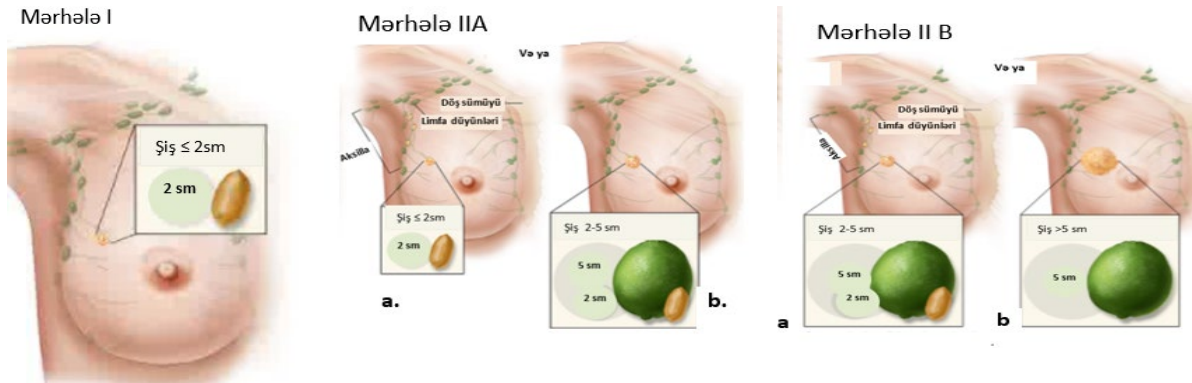 Mərhələ I
Şiş ≤ 2sm
2 sm
Mərhələ IIA
Və ya
Döş sümüyü
Limfa düyünləri
Aksilla
Şiş ≤ 2sm
2 sm
a.
Şiş 2-5 sm
5 sm
2 sm
b.
Mərhələ II B
Və ya
Döş sümüyü
Limfa düyünləri
Aksilla
Şiş 2-5 sm
5 sm
2 sm
a
Şiş >5 sm
5 sm
b